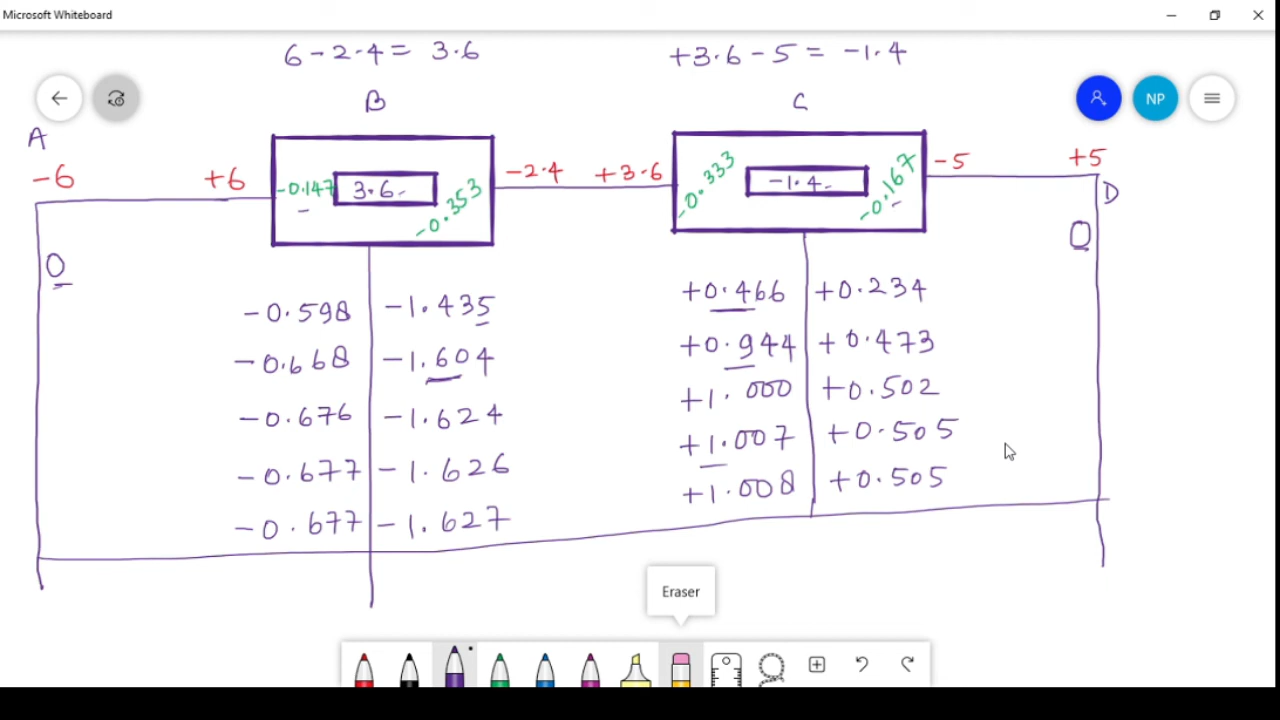 Microsoft Whiteboard
6-2.4= 3.6 +3.6-5= -1.4
B C
NP
A
-6 +6 -2.4 +3.6 -5 +5
-0.147 3.6 -0.353 -0.333 -1.4 -0.167 D
0 0
-0.598 -1.435 +0.466 +0.234
-0.668 -1.604 +0.944 +0.473
-0.676 -1.624 +1.000 +0.502
-0.677 -1.626 +1.007 +0.505
-0.677 -1.627 +1.008 +0.505
Eraser